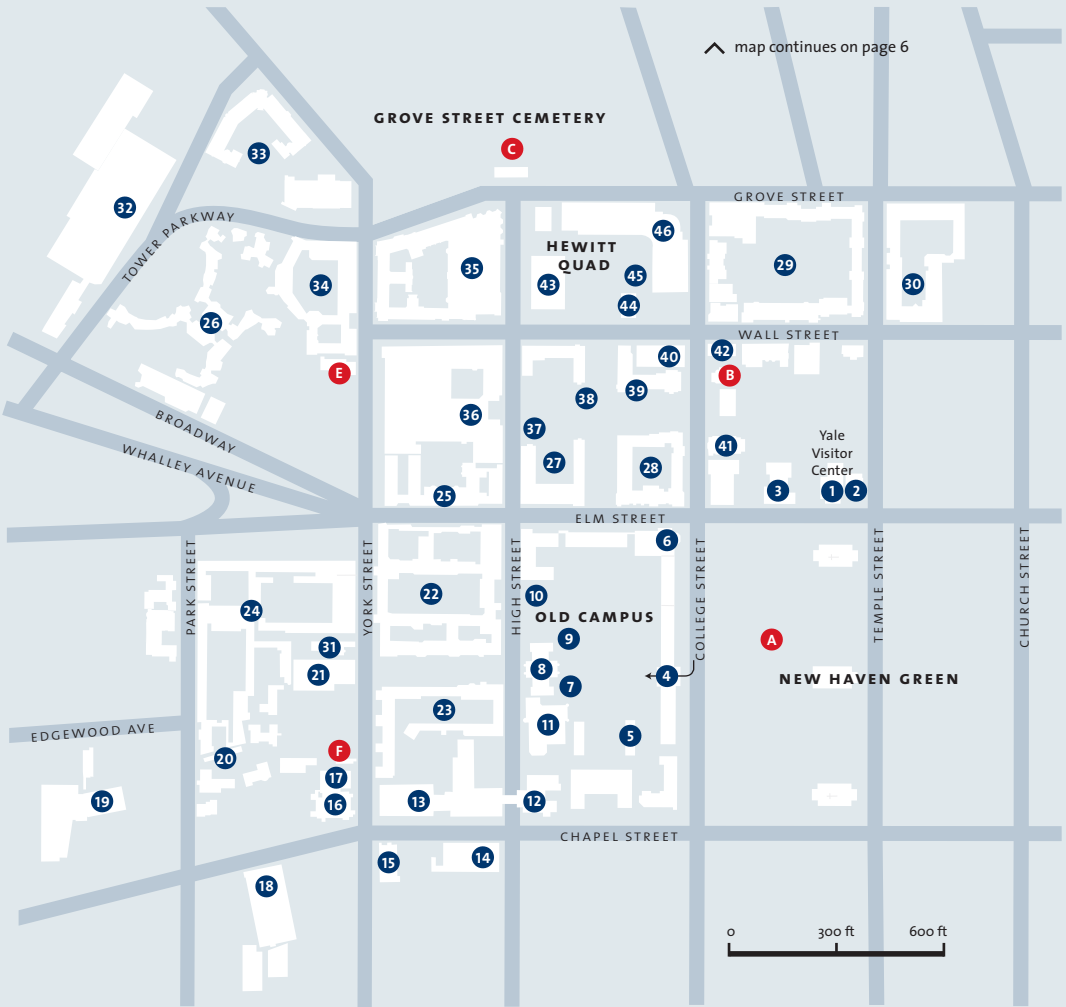 map continues on page 6
GROVE STREET CEMETERY
C
33
32
GROVE STREET
TOWER PARKWAY
46
HEWITT
QUAD
35
29
45
43
34
30
44
26
WALL STREET
42
40
E
B
39
38
36
BROADWAY
37
Yale
Visitor
Center
41
WHALLEY AVENUE
27
28
3
1
2
25
ELM STREET
6
PARK STREET
YORK STREET
HIGH STREET
COLLEGE STREET
TEMPLE STREET
CHURCH STREET
22
10
24
OLD CAMPUS
9
A
31
8
21
4
NEW HAVEN GREEN
7
23
11
EDGEWOOD AVE
5
F
20
17
19
13
12
16
CHAPEL STREET
15
14
18
0
300 ft
600 ft